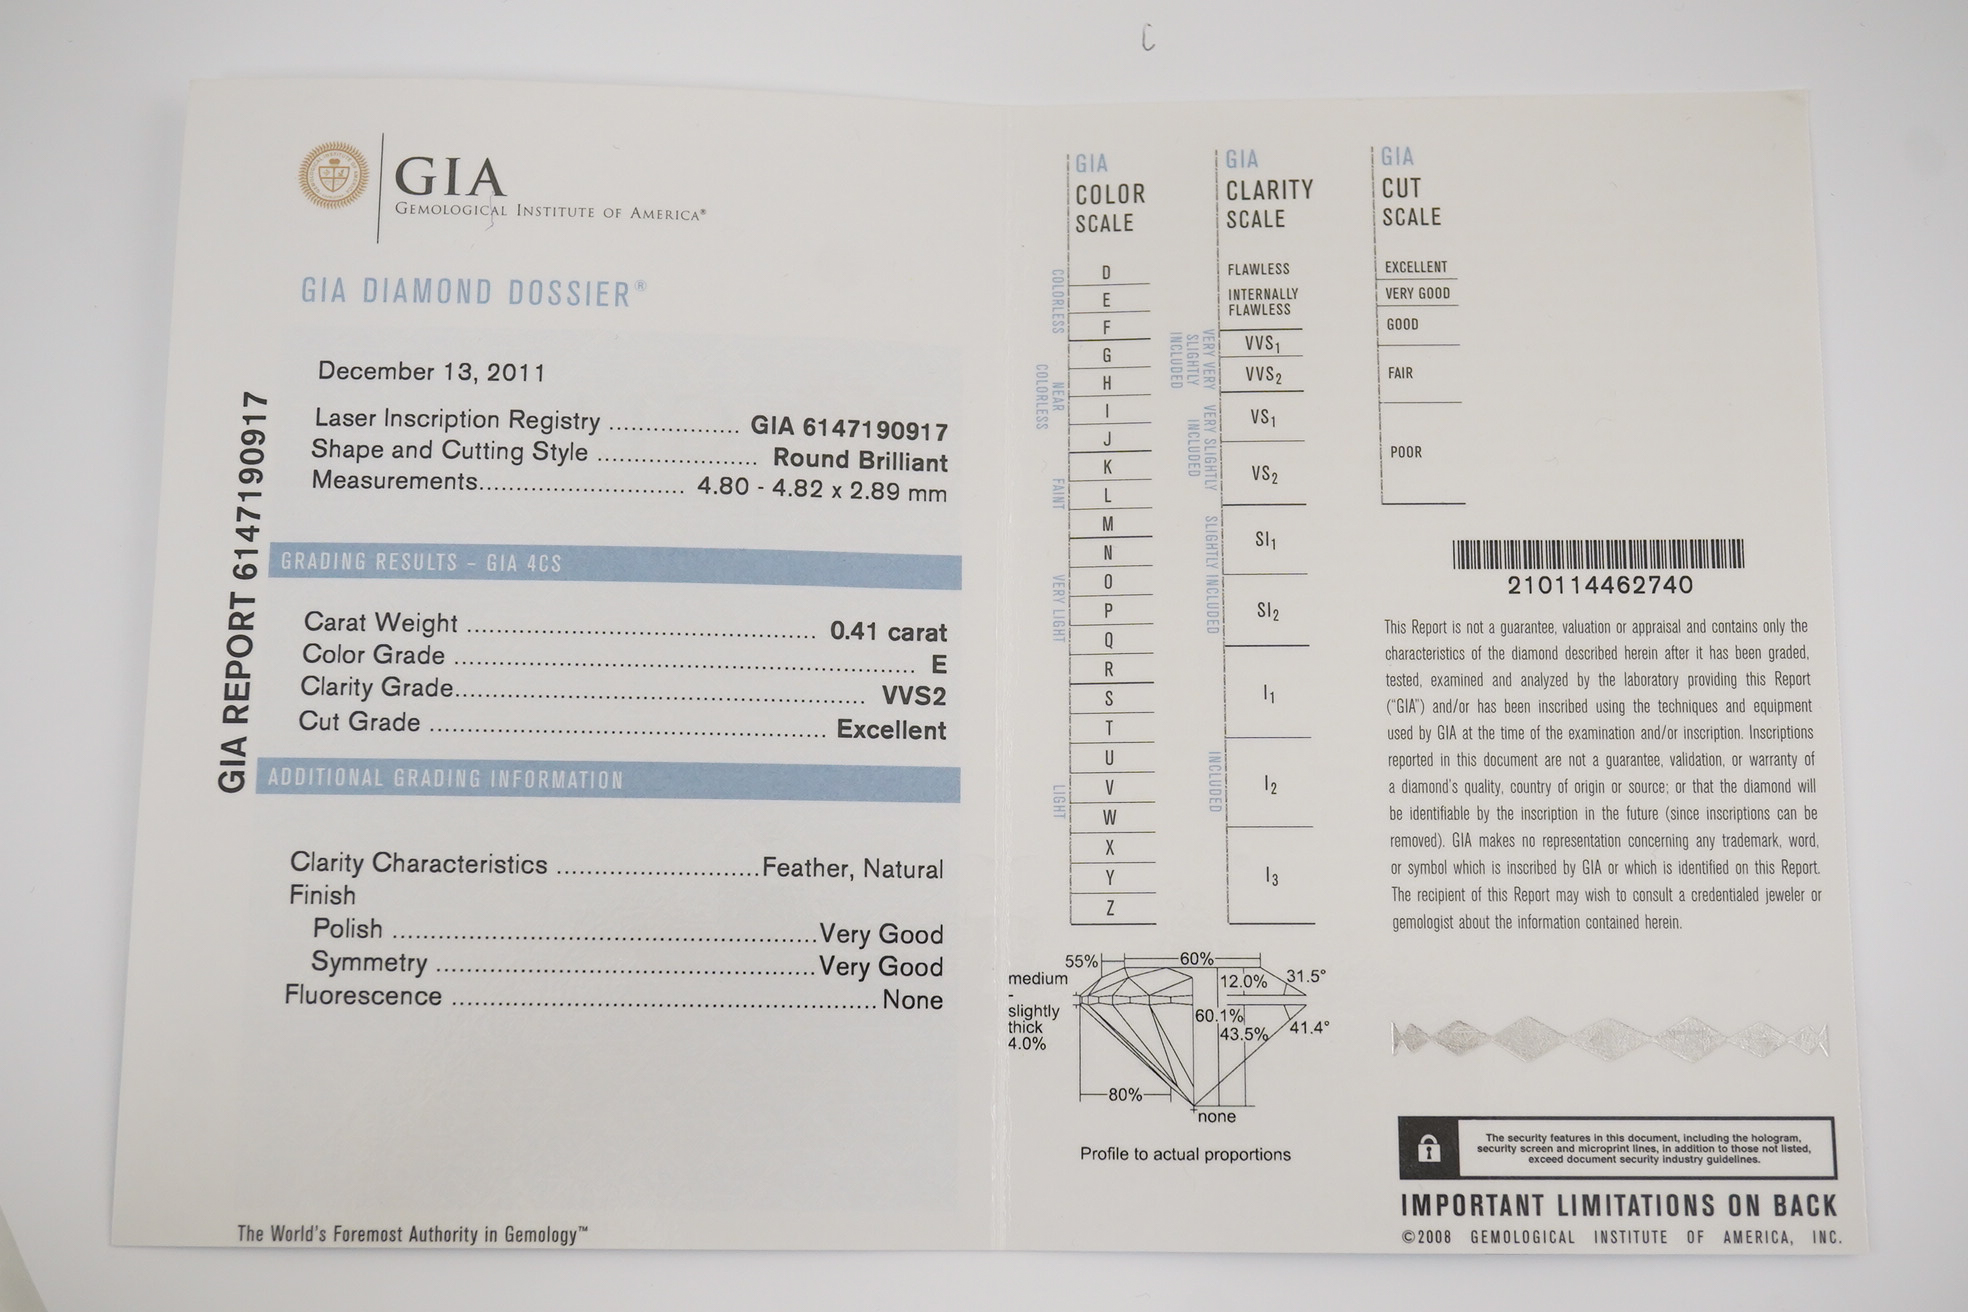 GIA
GEMOLOGICAL INSTITUTE OF AMERICA®
GIA DIAMOND DOSSIER®
GIA REPORT 6147190917
December 13, 2011
Laser Inscription Registry ................. GIA 6147190917
Shape and Cutting Style ..................... Round Brilliant
Measurements........................... 4.80 - 4.82 x 2.89 mm
GRADING RESULTS – GIA 4CS
Carat Weight ............................................. 0.41 carat
Color Grade ........................................................... E
Clarity Grade..................................................... VVS2
Cut Grade .................................................... Excellent
ADDITIONAL GRADING INFORMATION
Clarity Characteristics ..........................Feather, Natural
Finish
Polish ......................................................Very Good
Symmetry ................................................Very Good
Fluorescence ......................................................None
The World's Foremost Authority in Gemology™
GIA
COLOR
SCALE
COLORLESS
D
E
F
NEAR
COLORLESS
G
H
I
J
FAINT
K
L
M
VERY LIGHT
N
O
P
Q
R
LIGHT
S
T
U
V
W
X
Y
Z
GIA
CLARITY
SCALE
FLAWLESS
INTERNALLY
FLAWLESS
VERY VERY
SLIGHTLY
INCLUDED
VVS1
VVS2
VERY SLIGHTLY
INCLUDED
VS1
VS2
SLIGHTLY INCLUDED
SI1
SI2
INCLUDED
I1
I2
I3
GIA
CUT
SCALE
EXCELLENT
VERY GOOD
GOOD
FAIR
POOR
55%
60%
medium
-
slightly
thick
4.0%
12.0%
31.5°
60.1%
43.5%
41.4°
80%
none
Profile to actual proportions
210114462740
This Report is not a guarantee, valuation or appraisal and contains only the
characteristics of the diamond described herein after it has been graded,
tested, examined and analyzed by the laboratory providing this Report
("GIA") and/or has been inscribed using the techniques and equipment
used by GIA at the time of the examination and/or inscription. Inscriptions
reported in this document are not a guarantee, validation, or warranty of
a diamond's quality, country of origin or source; or that the diamond will
be identifiable by the inscription in the future (since inscriptions can be
removed). GIA makes no representation concerning any trademark, word,
or symbol which is inscribed by GIA or which is identified on this Report.
The recipient of this Report may wish to consult a credentialed jeweler or
gemologist about the information contained herein.
The security features in this document, including the hologram,
security screen and microprint lines, in addition to those not listed,
exceed document security industry guidelines.
IMPORTANT LIMITATIONS ON BACK
©2008 GEMOLOGICAL INSTITUTE OF AMERICA, INC.